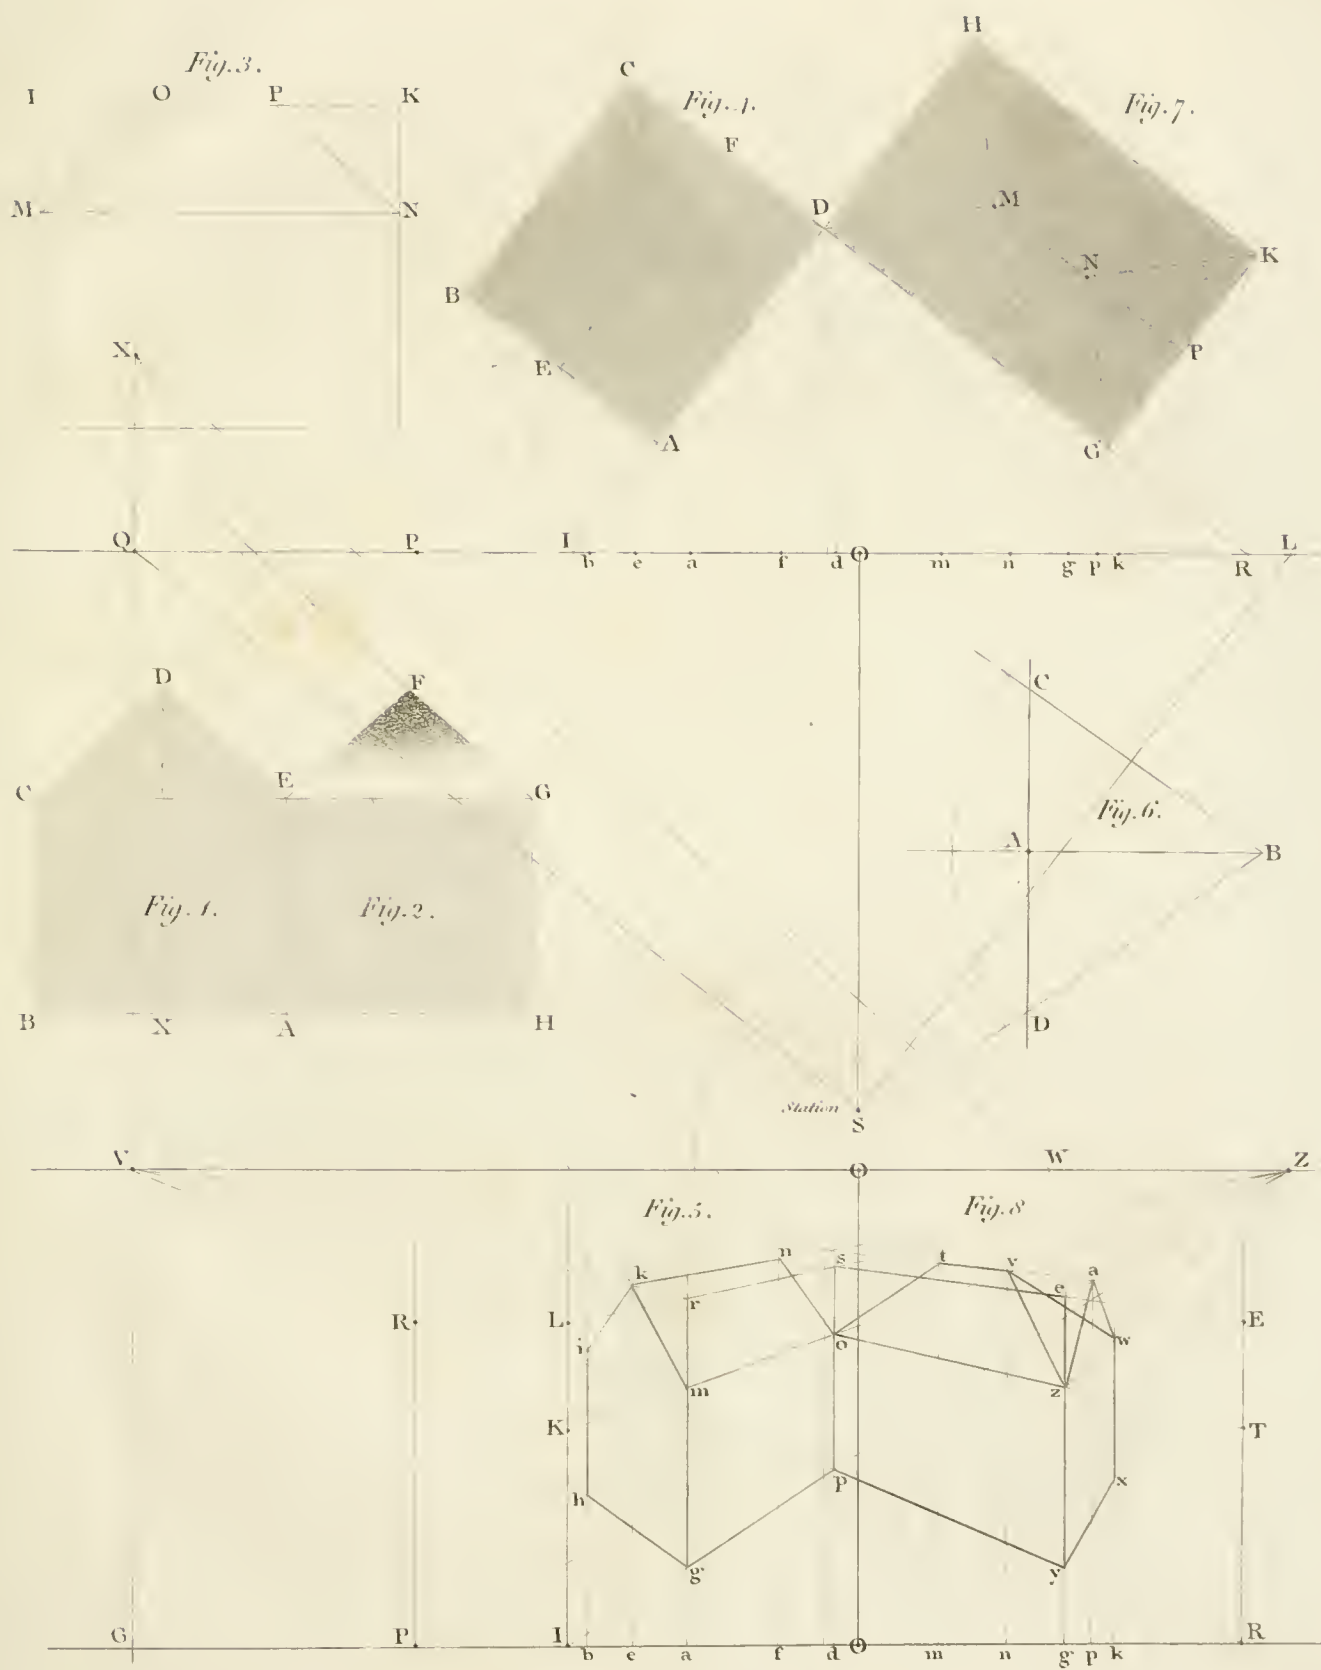 H
Fig. 3.
C
I O P K
Fig. 4.
Fig. 7.
F
M N
D
M
N
K
B
X
E
P
A
G
Q P I O L
b e a f d m n g p k R
D F
C
C E G
Fig. 6.
A B
Fig. 1. Fig. 2.
B X A H
D
Station
S
V O W Z
Fig. 5. Fig. 8
n s t v a
k
r e
R L E
i o w
m z
K T
p x
h
g y
G P I O R
b e a f d m n g p k